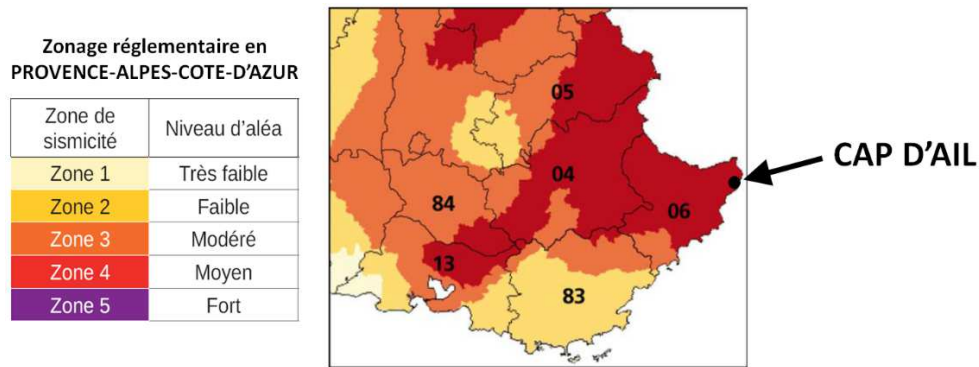 Zonage réglementaire en
PROVENCE-ALPES-COTE-D'AZUR
Zone de
sismicité
Niveau d'aléa
Zone 1
Très faible
Zone 2
Faible
Zone 3
Modéré
Zone 4
Moyen
Zone 5
Fort
05
04
CAP D'AIL
84
06
13
83